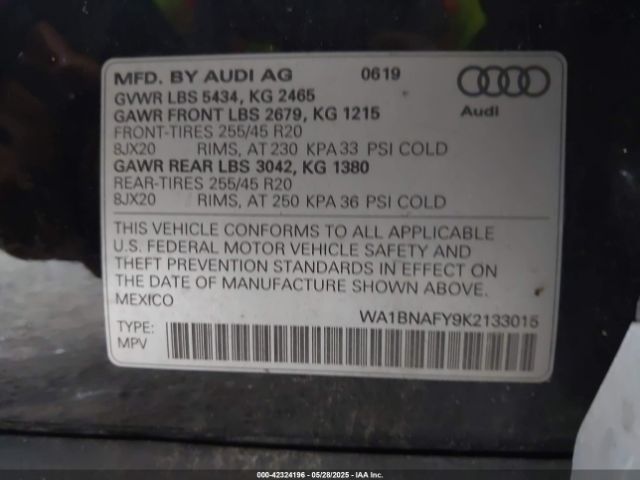 MFD. BY AUDI AG 0619
GVWR LBS 5434, KG 2465
GAWR FRONT LBS 2679, KG 1215
Audi
FRONT-TIRES 255/45 R20
8JX20 RIMS, AT 230 KPA 33 PSI COLD
GAWR REAR LBS 3042, KG 1380
REAR-TIRES 255/45 R20
8JX20 RIMS, AT 250 KPA 36 PSI COLD
THIS VEHICLE CONFORMS TO ALL APPLICABLE
U.S. FEDERAL MOTOR VEHICLE SAFETY AND
THEFT PREVENTION STANDARDS IN EFFECT ON
THE DATE OF MANUFACTURE SHOWN ABOVE.
MEXICO
WA1BNAFY9K2133015
TYPE:
MPV
000-42324196 - 05/28/2025 - IAA Inc.